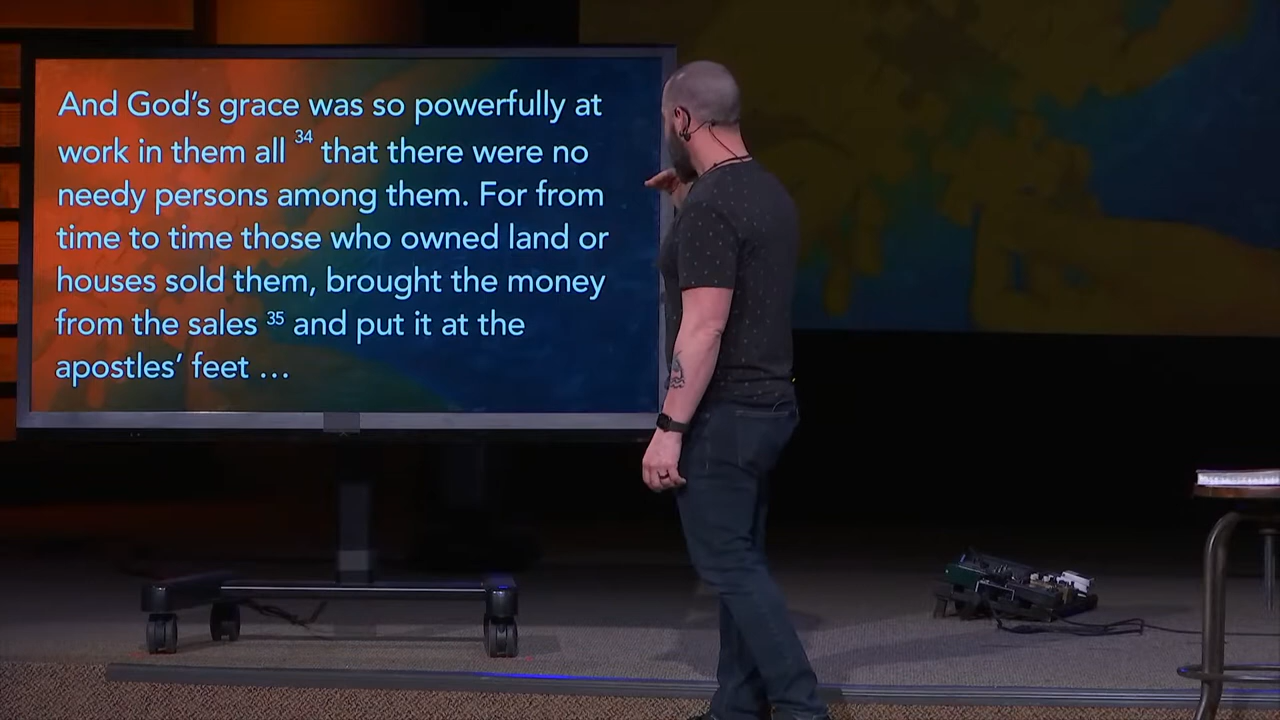 And God's grace was so powerfully at
work in them all 34 that there were no
needy persons among them. For from
time to time those who owned land or
houses sold them, brought the money
from the sales 35 and put it at the
apostles' feet …